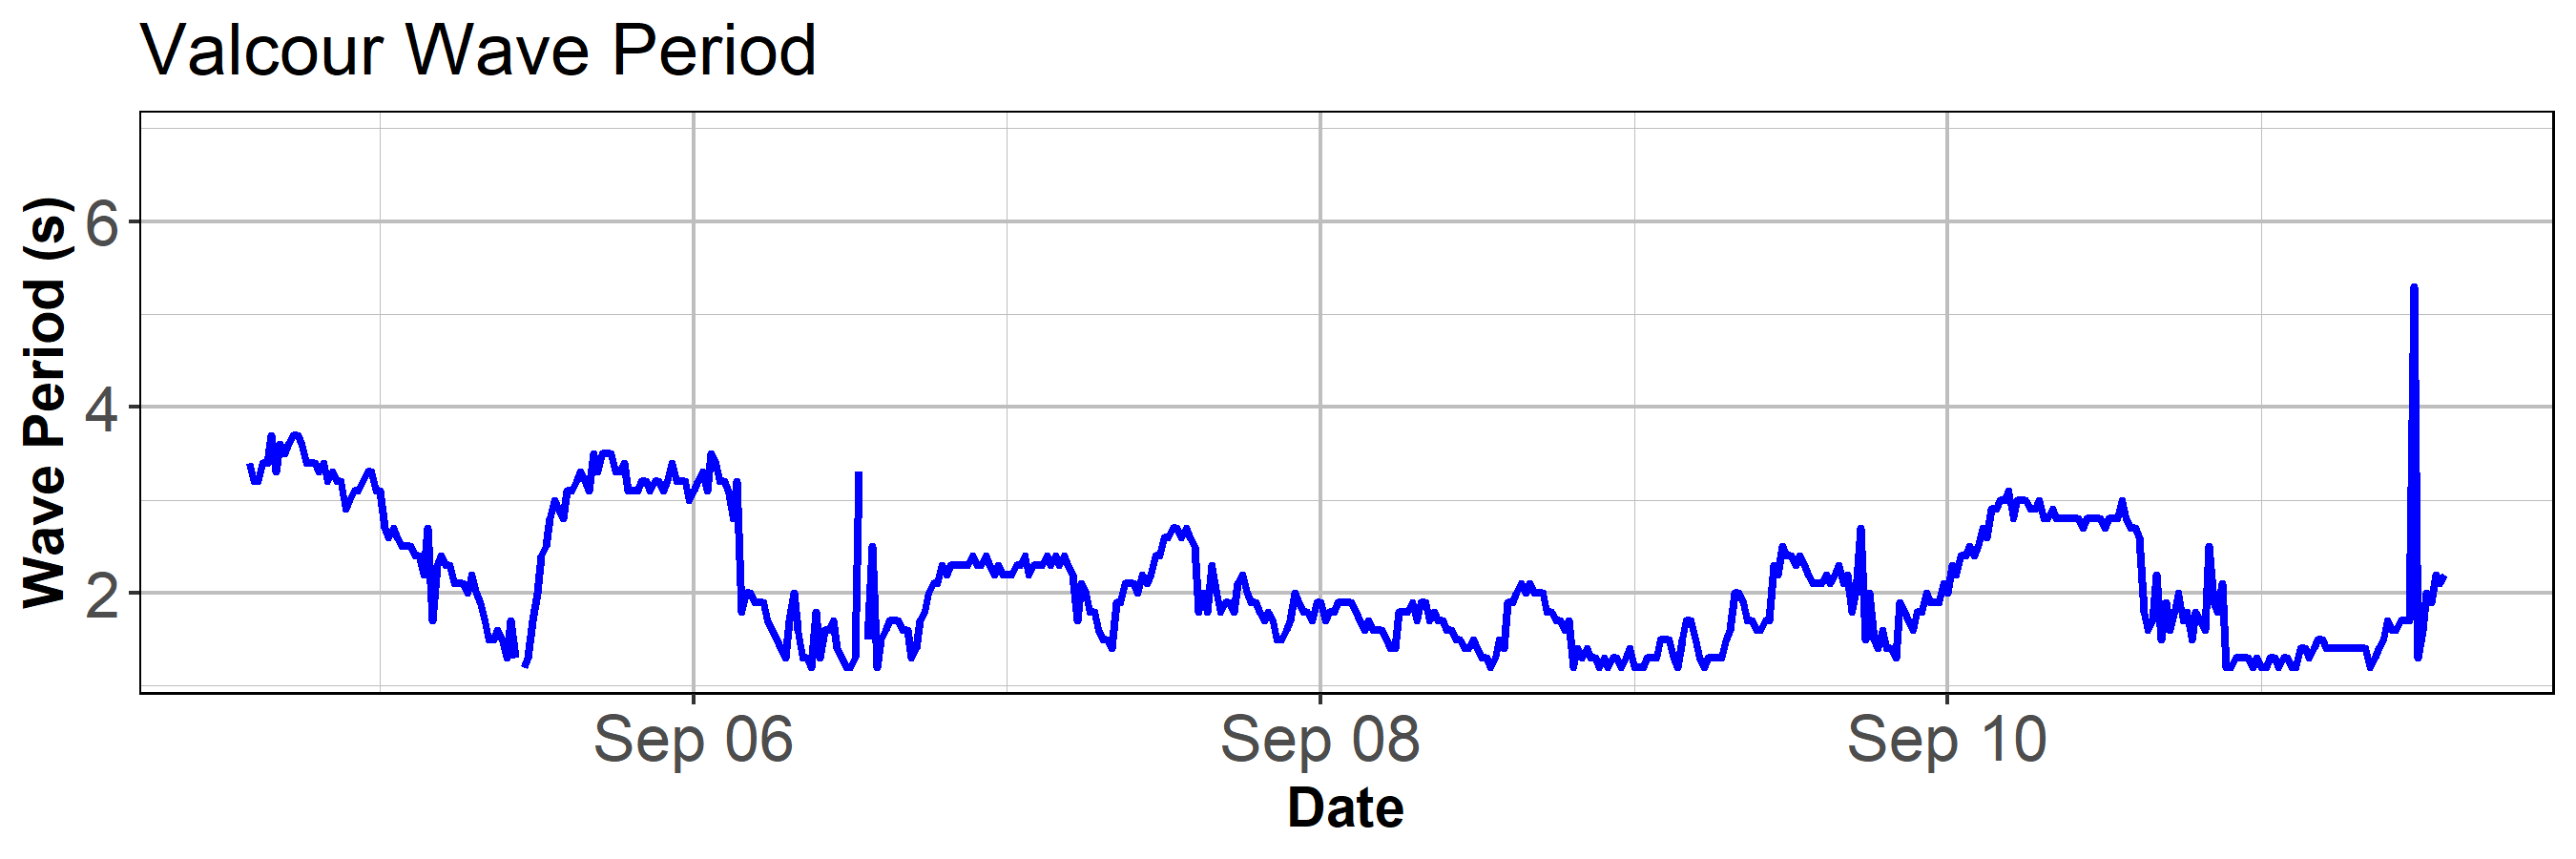 Valcour Wave Period
Wave Period (s)
6
4
2
Sep 06
Sep 08
Sep 10
Date